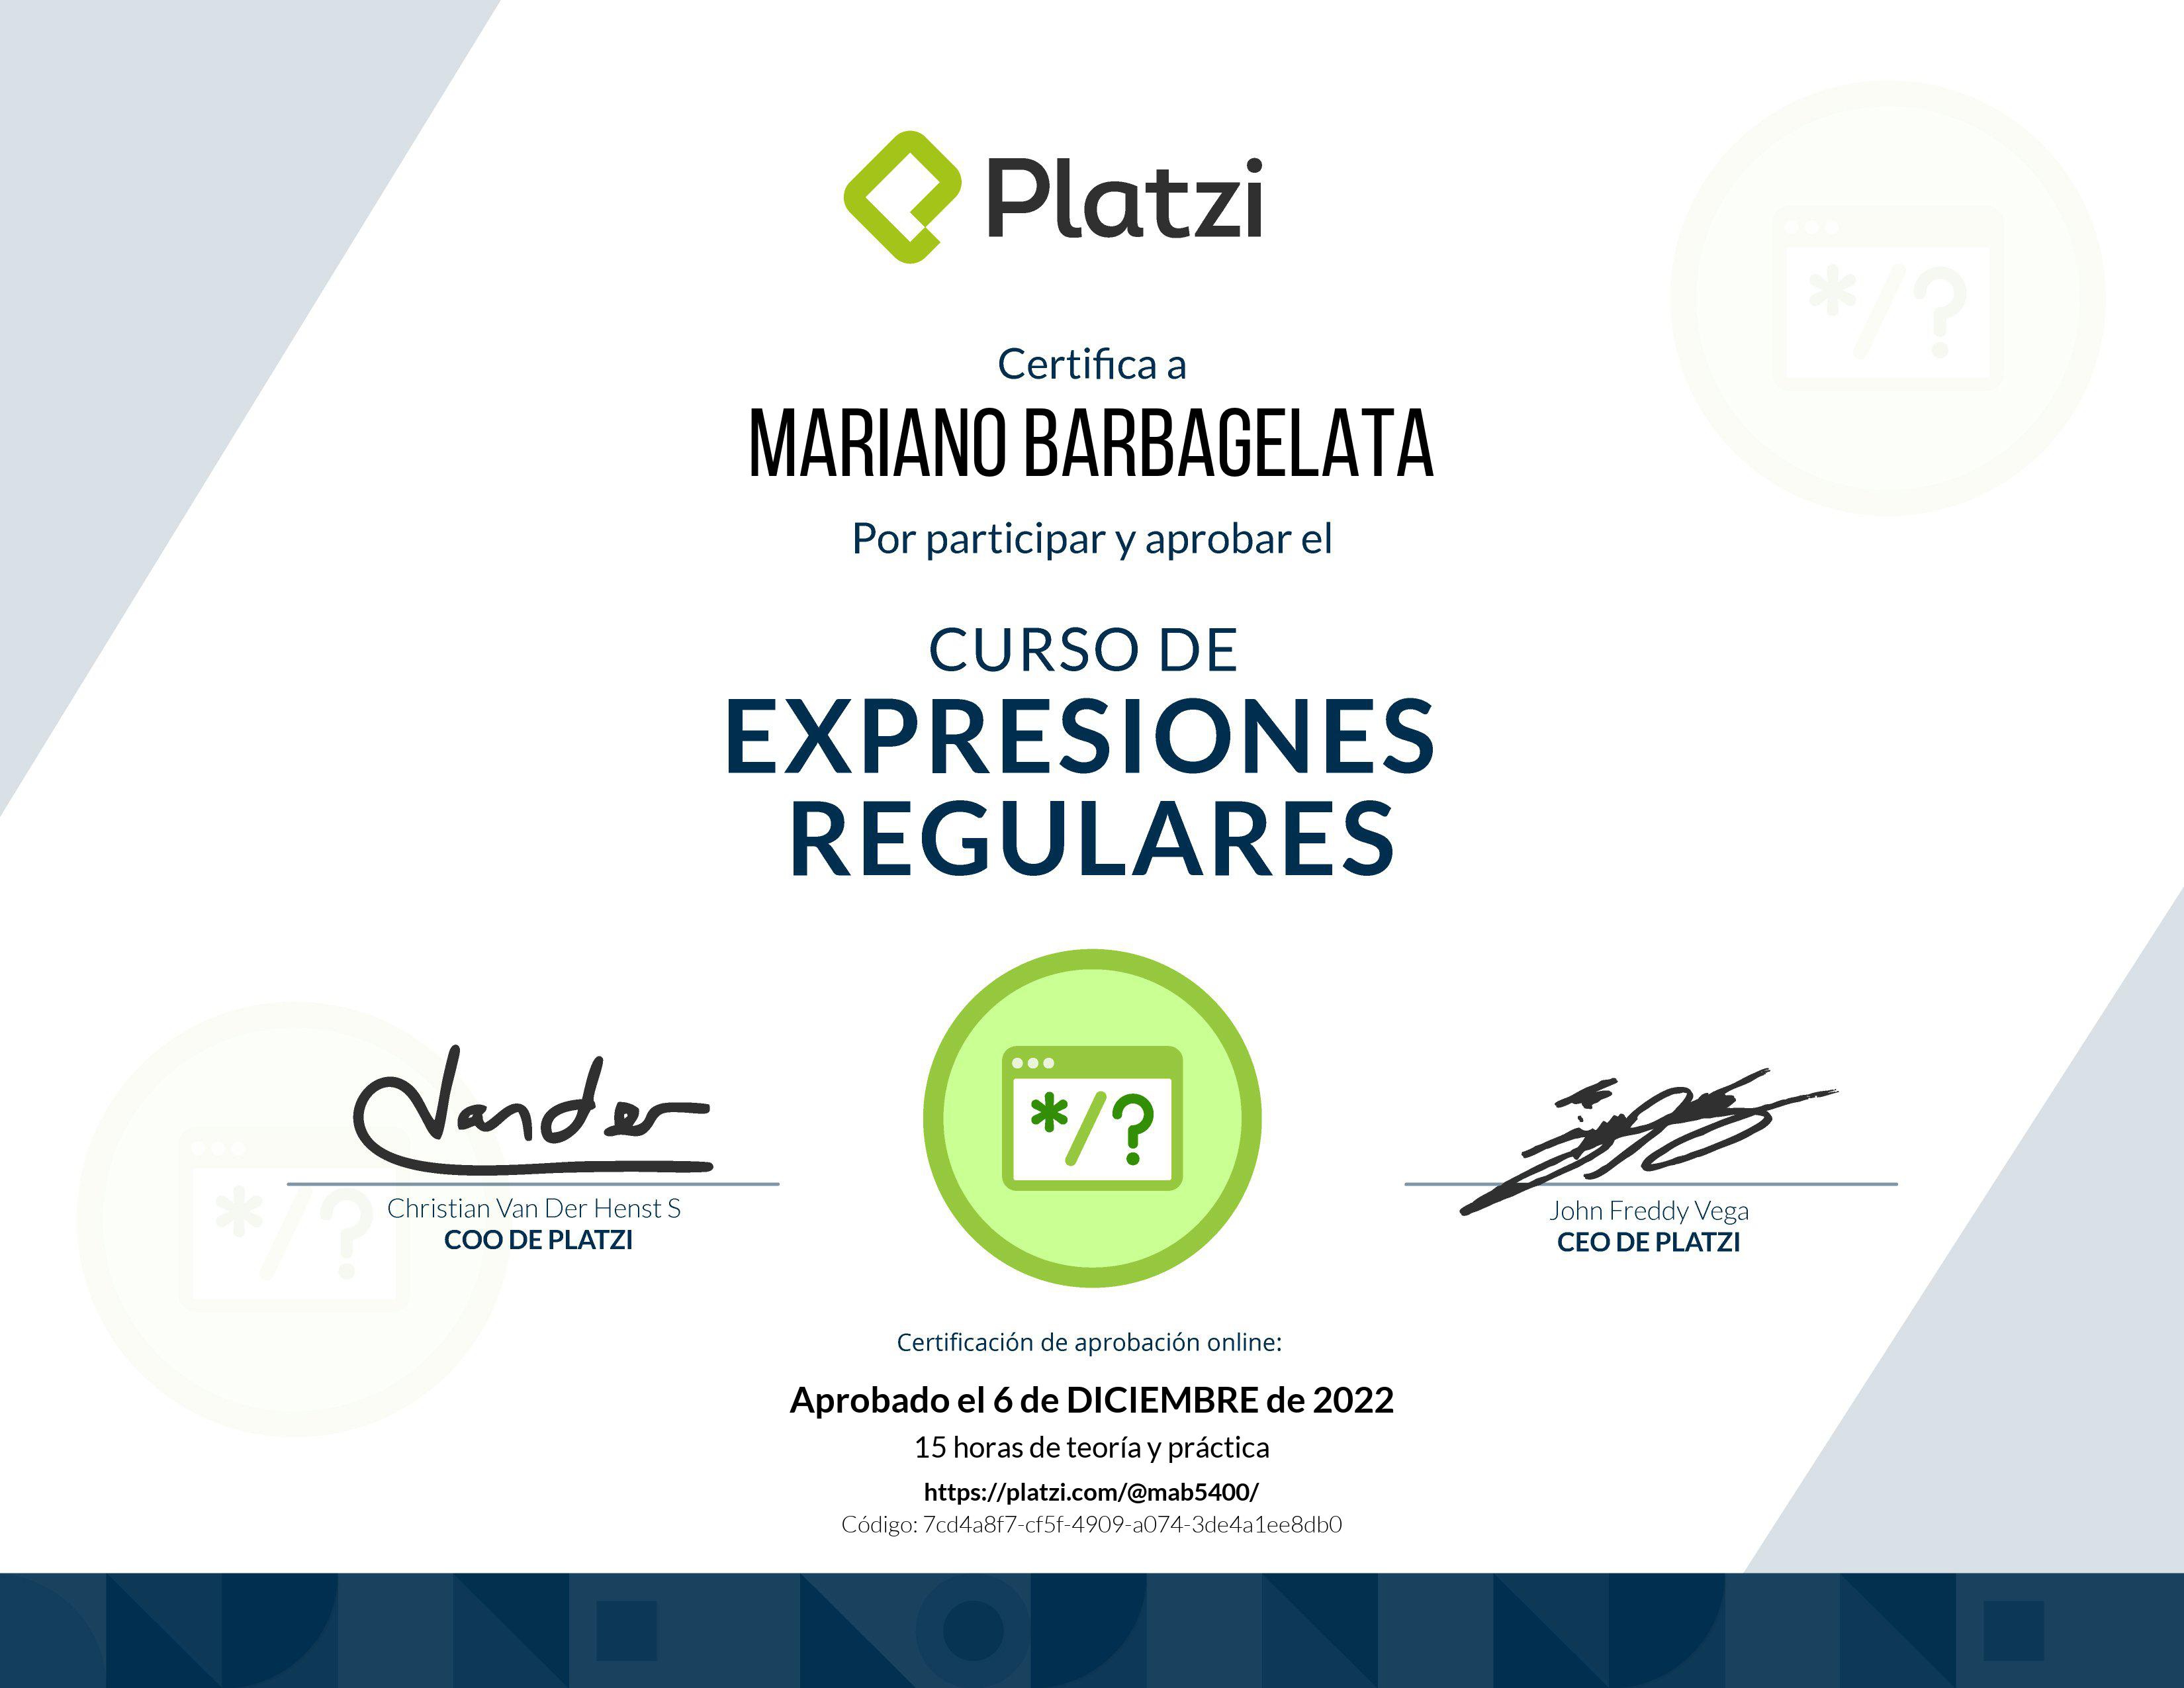 Platzi
Certifica a
MARIANO BARBAGELATA
Por participar y aprobar el
CURSO DE
EXPRESIONES
REGULARES
*/?
*/?
Vander
*/?
Christian Van Der Henst S
COO DE PLATZI
John Freddy Vega
CEO DE PLATZI
Certificación de aprobación online:
Aprobado el 6 de DICIEMBRE de 2022
15 horas de teoría y práctica
https://platzi.com/@mab5400/
Código: 7cd4a8f7-cf5f-4909-a074-3de4a1ee8db0